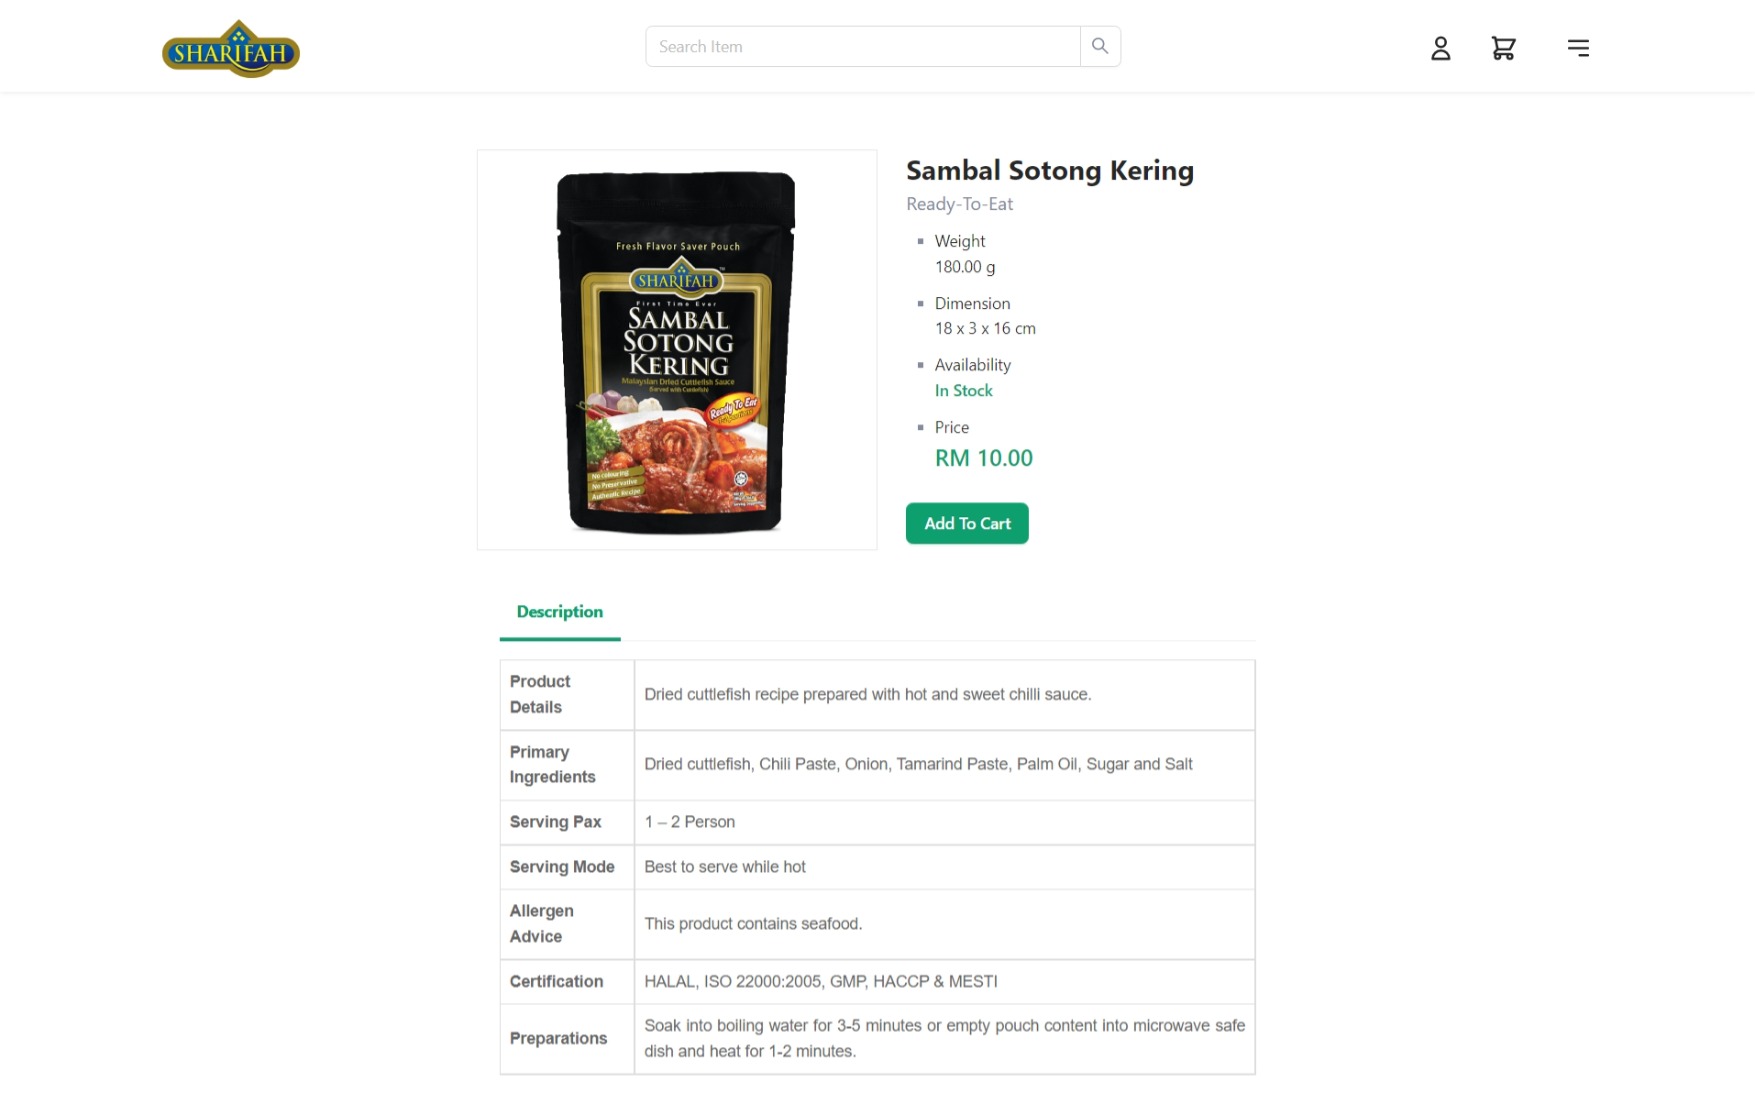 SHARIFAH
Search Item
Fresh Flavor Saver Pouch
SHARIFAH
First Time Ever
SAMBAL
SOTONG
KERING
Malaysian Dried Cuttlefish Sauce
(Served with Cuttlefish)
Ready To Eat
No colouring
No Preservative
Authentic Recipe
Sambal Sotong Kering
Ready-To-Eat
Weight
180.00 g
Dimension
18 x 3 x 16 cm
Availability
In Stock
Price
RM 10.00
Add To Cart
Description
Product
Details
Dried cuttlefish recipe prepared with hot and sweet chilli sauce.
Primary
Ingredients
Dried cuttlefish, Chili Paste, Onion, Tamarind Paste, Palm Oil, Sugar and Salt
Serving Pax
1 – 2 Person
Serving Mode
Best to serve while hot
Allergen
Advice
This product contains seafood.
Certification
HALAL, ISO 22000:2005, GMP, HACCP & MESTI
Preparations
Soak into boiling water for 3-5 minutes or empty pouch content into microwave safe
dish and heat for 1-2 minutes.